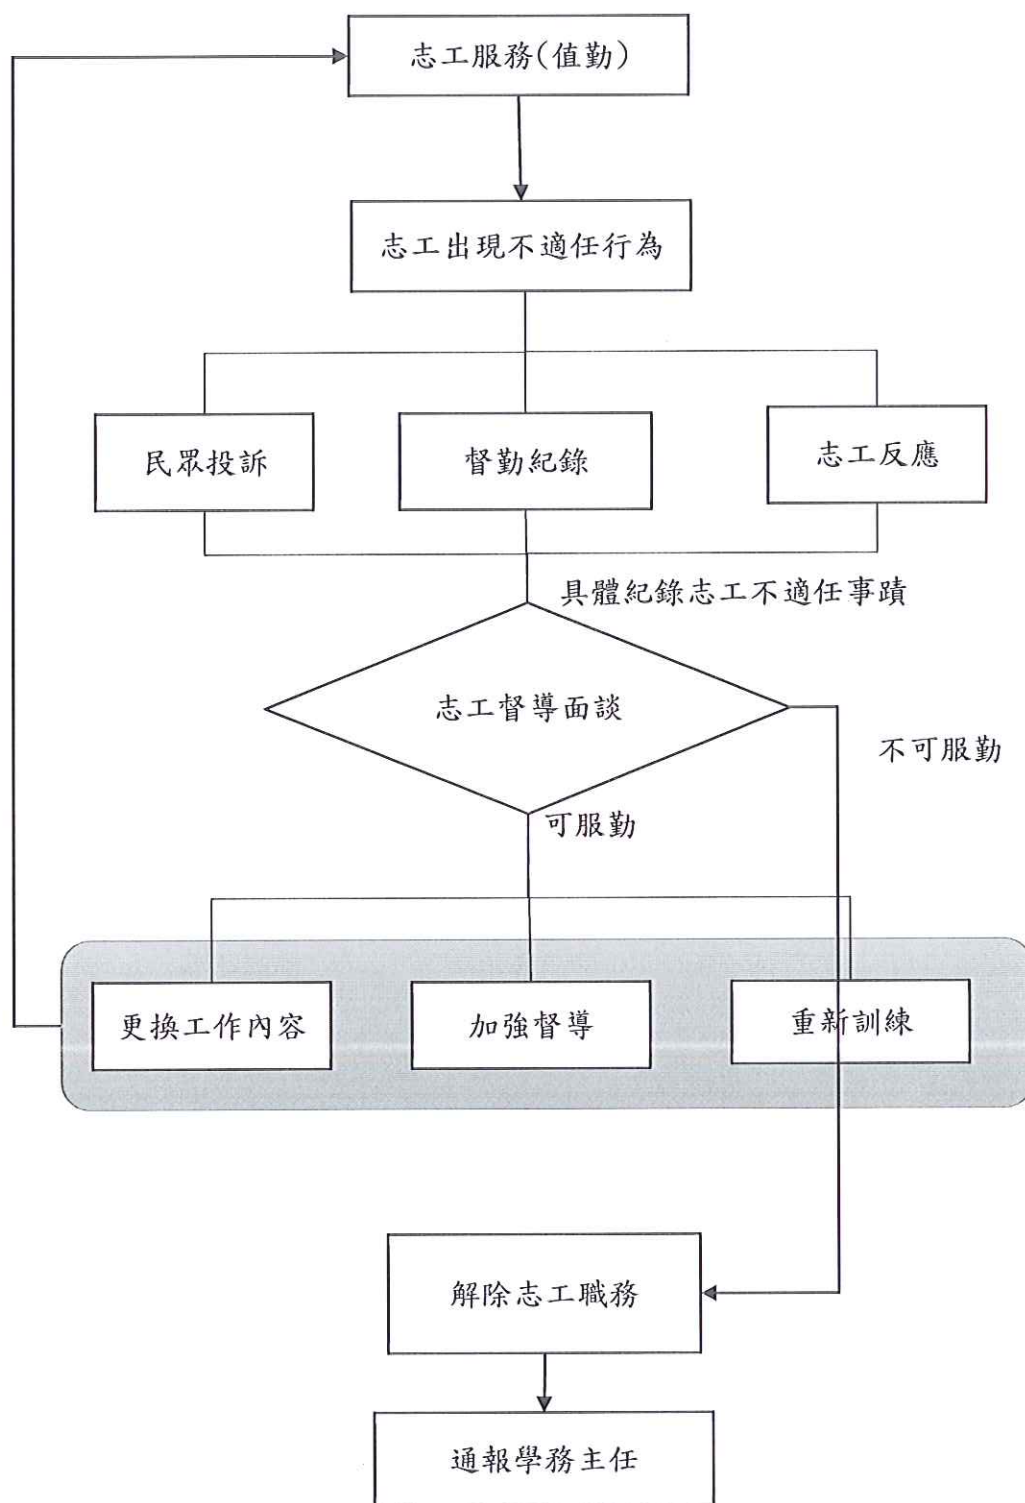 志工服務(值勤)
志工出現不適任行為
民眾投訴
督勤紀錄
志工反應
具體紀錄志工不適任事蹟
志工督導面談
不可服勤
可服勤
更換工作內容
加強督導
重新訓練
解除志工職務
通報學務主任